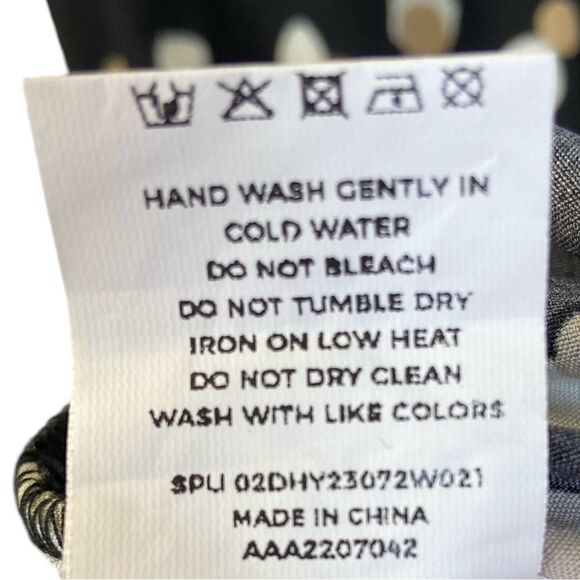 HAND WASH GENTLY IN
COLD WATER
DO NOT BLEACH
DO NOT TUMBLE DRY
IRON ON LOW HEAT
DO NOT DRY CLEAN
WASH WITH LIKE COLORS
SPLI 02DHY23072W021
MADE IN CHINA
AAA2207042